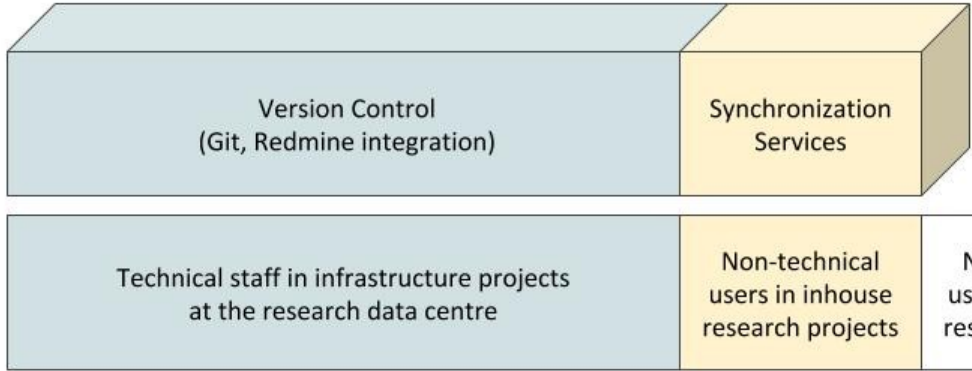 Version Control
(Git, Redmine integration)
Synchronization
Services
Technical staff in infrastructure projects
at the research data centre
Non-technical
users in inhouse
research projects